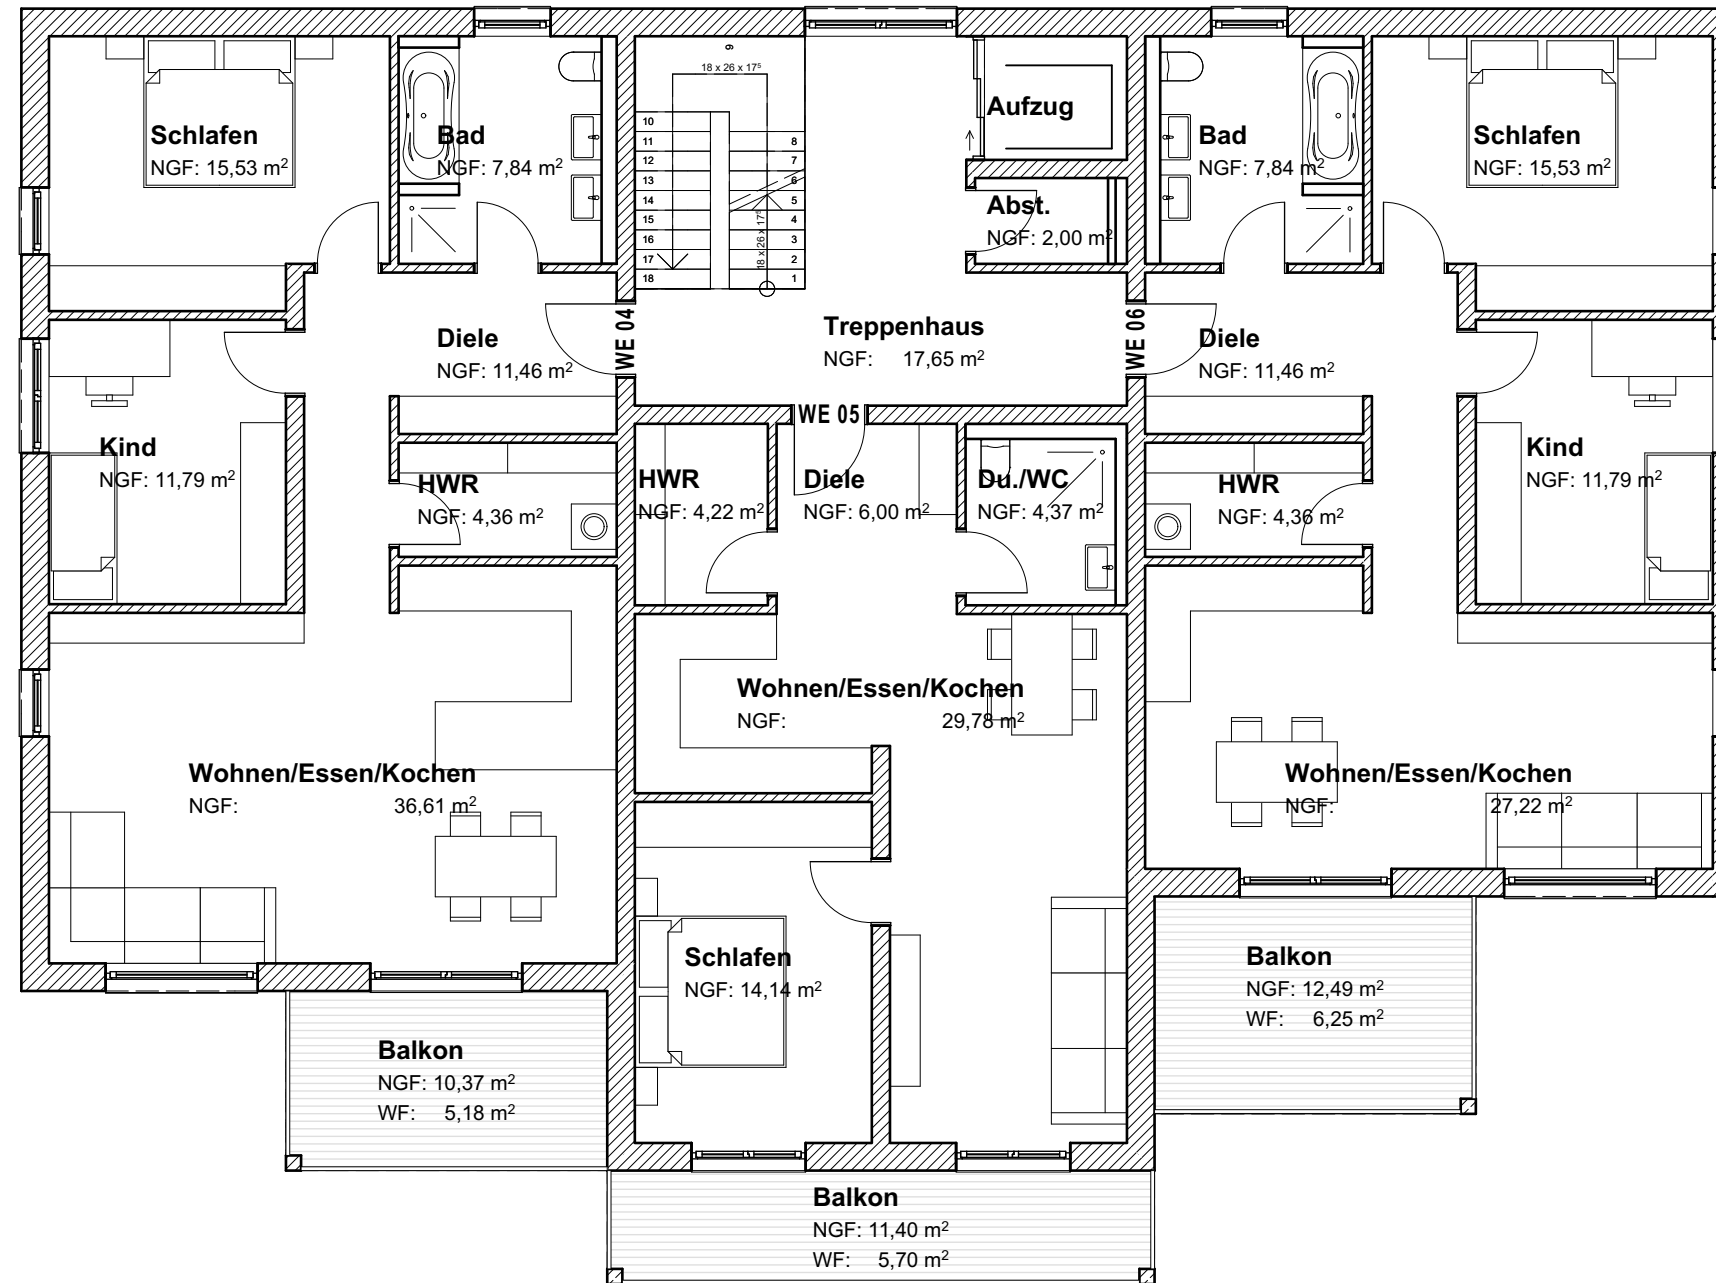 9
18 x 26 x 17⁵
Aufzug
Schlafen
NGF: 15,53 m²
Bad
NGF: 7,84 m²
10
11
12
13
14
15
16
17
18
8
7
6
5
4
3
2
1
18 x 26 x 17⁵
Abst.
NGF: 2,00 m²
Bad
NGF: 7,84 m²
Schlafen
NGF: 15,53 m²
Diele
NGF: 11,46 m²
WE 04
Treppenhaus
NGF: 17,65 m²
WE 06
Diele
NGF: 11,46 m²
WE 05
Kind
NGF: 11,79 m²
HWR
NGF: 4,36 m²
HWR
NGF: 4,22 m²
Diele
NGF: 6,00 m²
Du./WC
NGF: 4,37 m²
HWR
NGF: 4,36 m²
Kind
NGF: 11,79 m²
Wohnen/Essen/Kochen
NGF: 36,61 m²
Wohnen/Essen/Kochen
NGF: 29,78 m²
Wohnen/Essen/Kochen
NGF: 27,22 m²
Schlafen
NGF: 14,14 m²
Balkon
NGF: 12,49 m²
WF: 6,25 m²
Balkon
NGF: 10,37 m²
WF: 5,18 m²
Balkon
NGF: 11,40 m²
WF: 5,70 m²